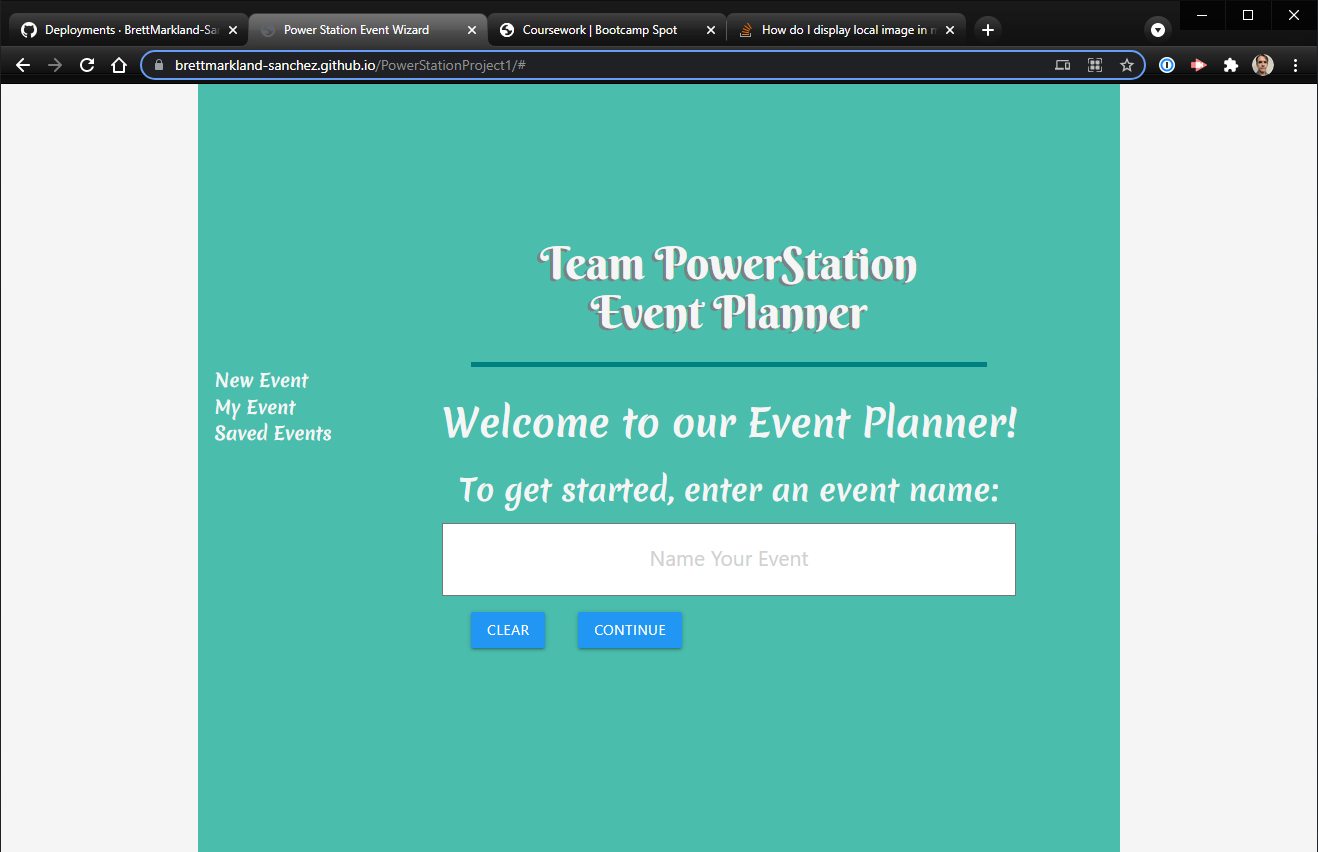 Deployments · BrettMarkland-San
Power Station Event Wizard
Coursework | Bootcamp Spot
How do I display local image in m
brettmarkland-sanchez.github.io/PowerStationProject1/#
Team PowerStation
Event Planner
New Event
My Event
Saved Events
Welcome to our Event Planner!
To get started, enter an event name:
Name Your Event
CLEAR
CONTINUE